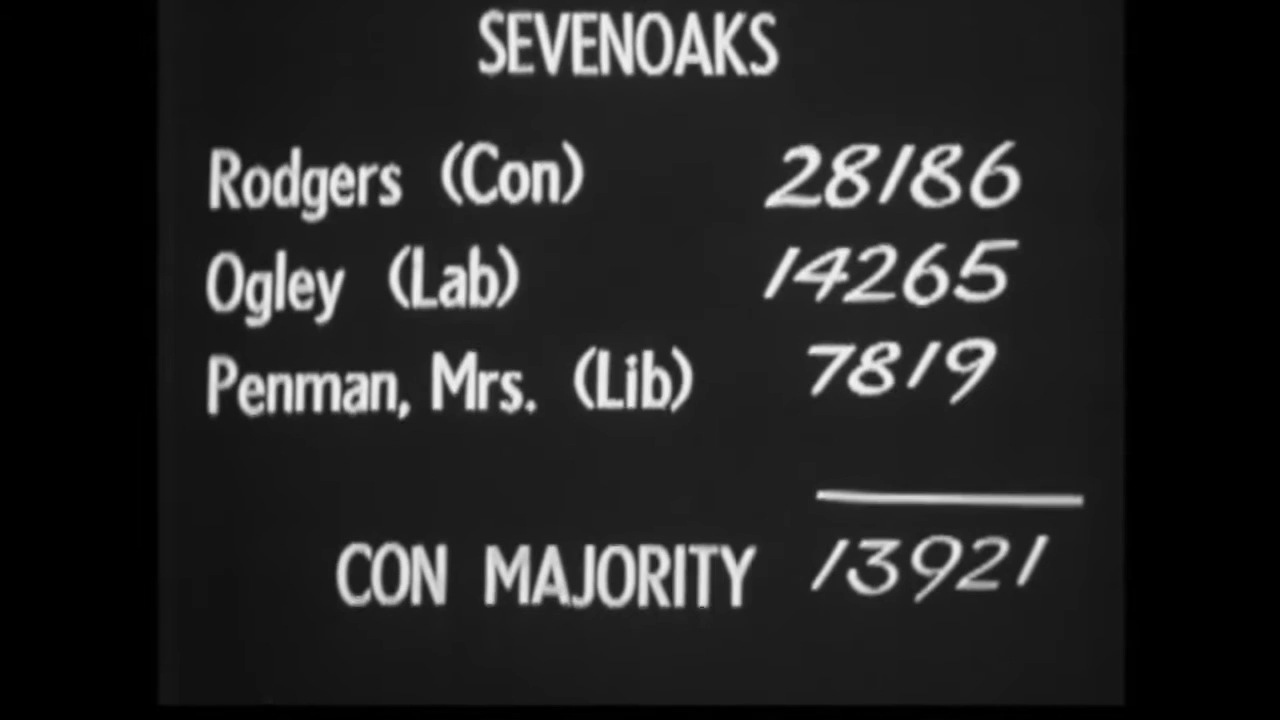 SEVENOAKS
Rodgers (Con) 28186
Ogley (Lab) 14265
Penman, Mrs. (Lib) 7819
CON MAJORITY 13921